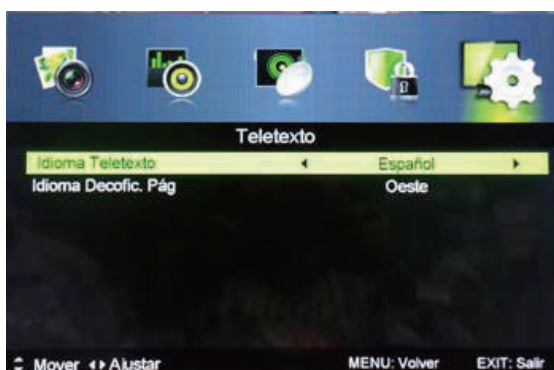 Teletexto
Idioma Teletexto Español
Idioma Decofic. Pág Oeste
Mover Ajustar MENU: Volver EXIT: Salir